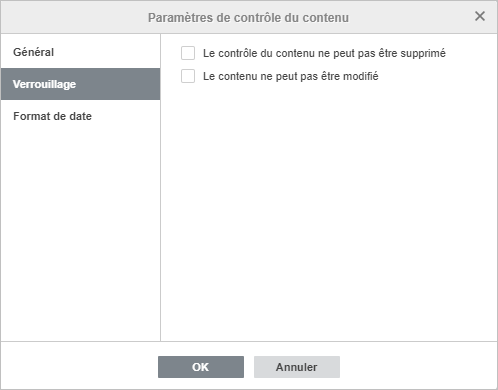 Paramètres de contrôle du contenu
Général
Verrouillage
Format de date
Le contrôle du contenu ne peut pas être supprimé
Le contenu ne peut pas être modifié
OK
Annuler